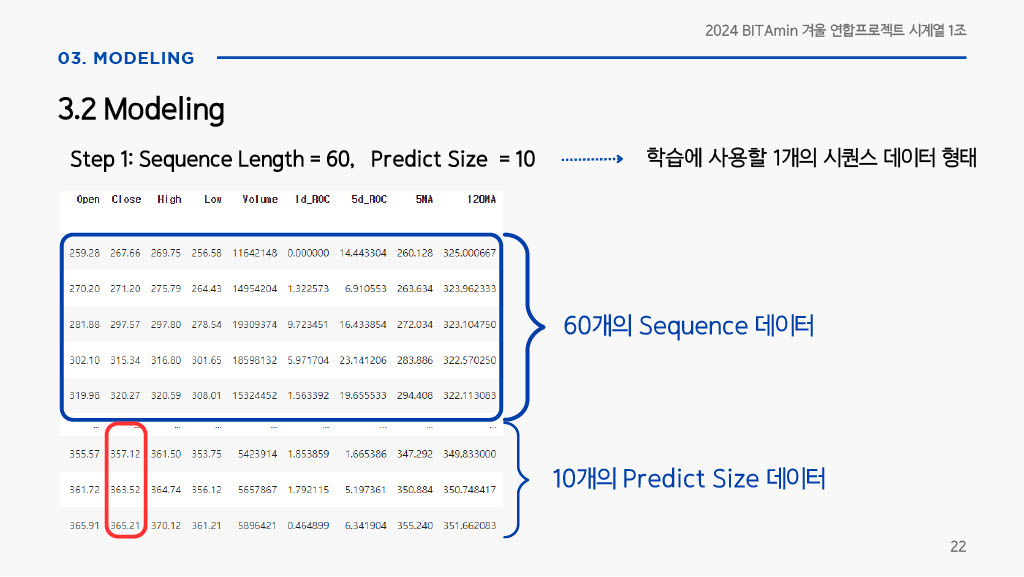 2024 BITAmin 겨울 연합프로젝트 시계열 1조
03. MODELING
3.2 Modeling
Step 1: Sequence Length = 60, Predict Size = 10
학습에 사용할 1개의 시퀀스 데이터 형태
Open Close High Low Volume 1d_ROC 5d_ROC 5MA 120MA
259.28 267.66 269.75 256.58 11642148 0.000000 14.443304 260.128 325.000667
270.20 271.20 275.79 264.43 14954204 1.322573 6.910553 263.634 323.962333
281.88 297.57 297.80 278.54 19309374 9.723451 16.433854 272.034 323.104750
302.10 315.34 316.80 301.65 18598132 5.971704 23.141206 283.886 322.570250
319.98 320.27 320.59 308.01 15324452 1.563392 19.655533 294.408 322.113083
60개의 Sequence 데이터
... ... ... ... ... ... ... ... ...
355.57 357.12 361.50 353.75 5423914 1.853859 1.665386 347.292 349.833000
361.72 363.52 364.74 356.12 5657867 1.792115 5.197361 350.884 350.748417
365.91 365.21 370.12 361.21 5896421 0.464899 6.341904 355.240 351.662083
10개의 Predict Size 데이터
22